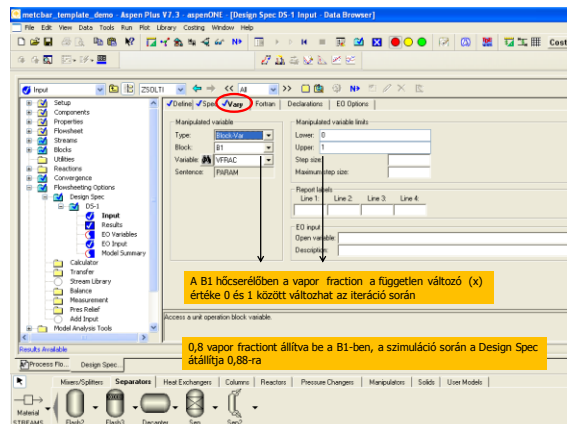 metcbar_template_demo - Aspen Plus V7.3 - aspenONE - [Design Spec DS-1 Input - Data Browser]
File Edit View Data Tools Run Plot Library Costing Window Help
Cost
Input ZSOLTI << All >> N>
Setup
Components
Properties
Flowsheet
Streams
Blocks
Utilities
Reactions
Convergence
Flowsheeting Options
Design Spec
DS-1
Input
Results
EO Variables
EO Input
Model Summary
Calculator
Transfer
Stream Library
Balance
Measurement
Pres Relief
Add Input
Model Analysis Tools
Define Spec Vary Fortran Declarations EO Options
Manipulated variable
Type: Block-Var
Block: B1
Variable: VFRAC
Sentence: PARAM
Manipulated variable limits
Lower: 0
Upper: 1
Step size:
Maximum step size:
Report labels
Line 1: Line 2: Line 3: Line 4:
EO input
Open variable:
Description:
A B1 hőcserélőben a vapor fraction a független változó (x)
értéke 0 és 1 között változhat az iteráció során
Access a unit operation block variable.
0,8 vapor fractiont állítva be a B1-ben, a szimuláció során a Design Spec
átállítja 0,88-ra
Results Available
Process Flo... Design Spec...
Mixers/Splitters Separators Heat Exchangers Columns Reactors Pressure Changers Manipulators Solids User Models
Material
STREAMS Flash2 Flash3 Decanter Sep Sep2